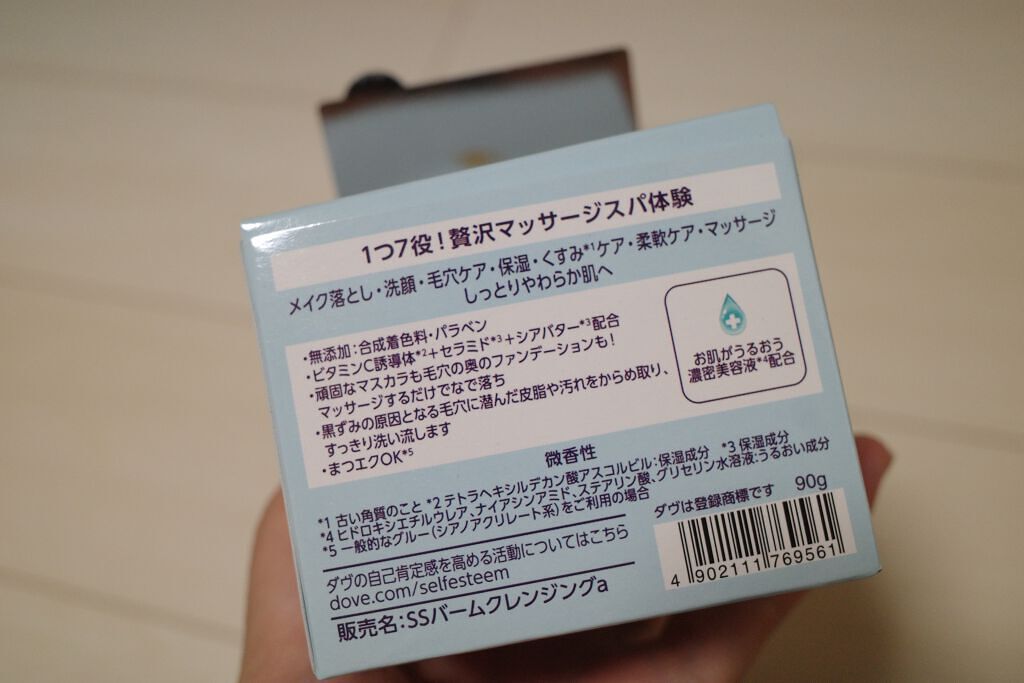 1つ7役!贅沢マッサージスパ体験
メイク落とし・洗顔・毛穴ケア・保湿・くすみ*1ケア・柔軟ケア・マッサージ
しっとりやわらか肌へ
・無添加:合成着色料・パラベン
・ビタミンC誘導体*2+セラミド*3+シアバター*3配合
・頑固なマスカラも毛穴の奥のファンデーションも!
マッサージするだけでなで落ち
・黒ずみの原因となる毛穴に潜んだ皮脂や汚れをからめ取り、
すっきり洗い流します
・まつエクOK*5
お肌がうるおう
濃密美容液*4配合
微香性
*1 古い角質のこと *2 テトラヘキシルデカン酸アスコルビル:保湿成分 *3 保湿成分
*4 ヒドロキシエチルウレア、ナイアシンアミド、ステアリン酸、グリセリン水溶液:うるおい成分
*5 一般的なグルー(シアノアクリレート系)をご利用の場合
ダヴの自己肯定感を高める活動についてはこちら
dove.com/selfesteem
販売名:SSバームクレンジングa
ダヴは登録商標です 90g
4 902111 769561